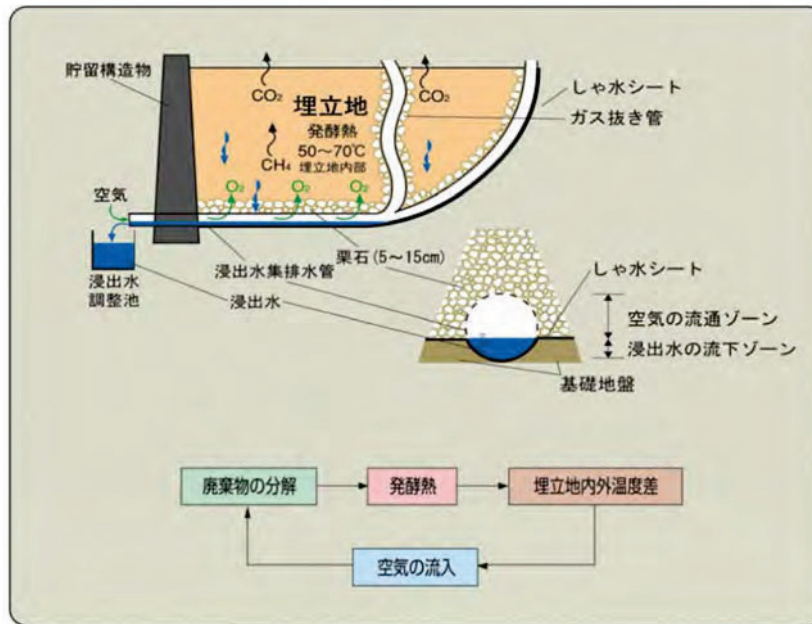 貯留構造物
CO₂
CO₂
しゃ水シート
ガス抜き管
埋立地
発酵熱
50～70℃
埋立地内部
CH₄
空気
O₂
O₂
O₂
栗石(5～15cm)
浸出水集排水管
浸出水
調整池
浸出水
しゃ水シート
空気の流通ゾーン
浸出水の流下ゾーン
基礎地盤
廃棄物の分解
発酵熱
埋立地内外温度差
空気の流入